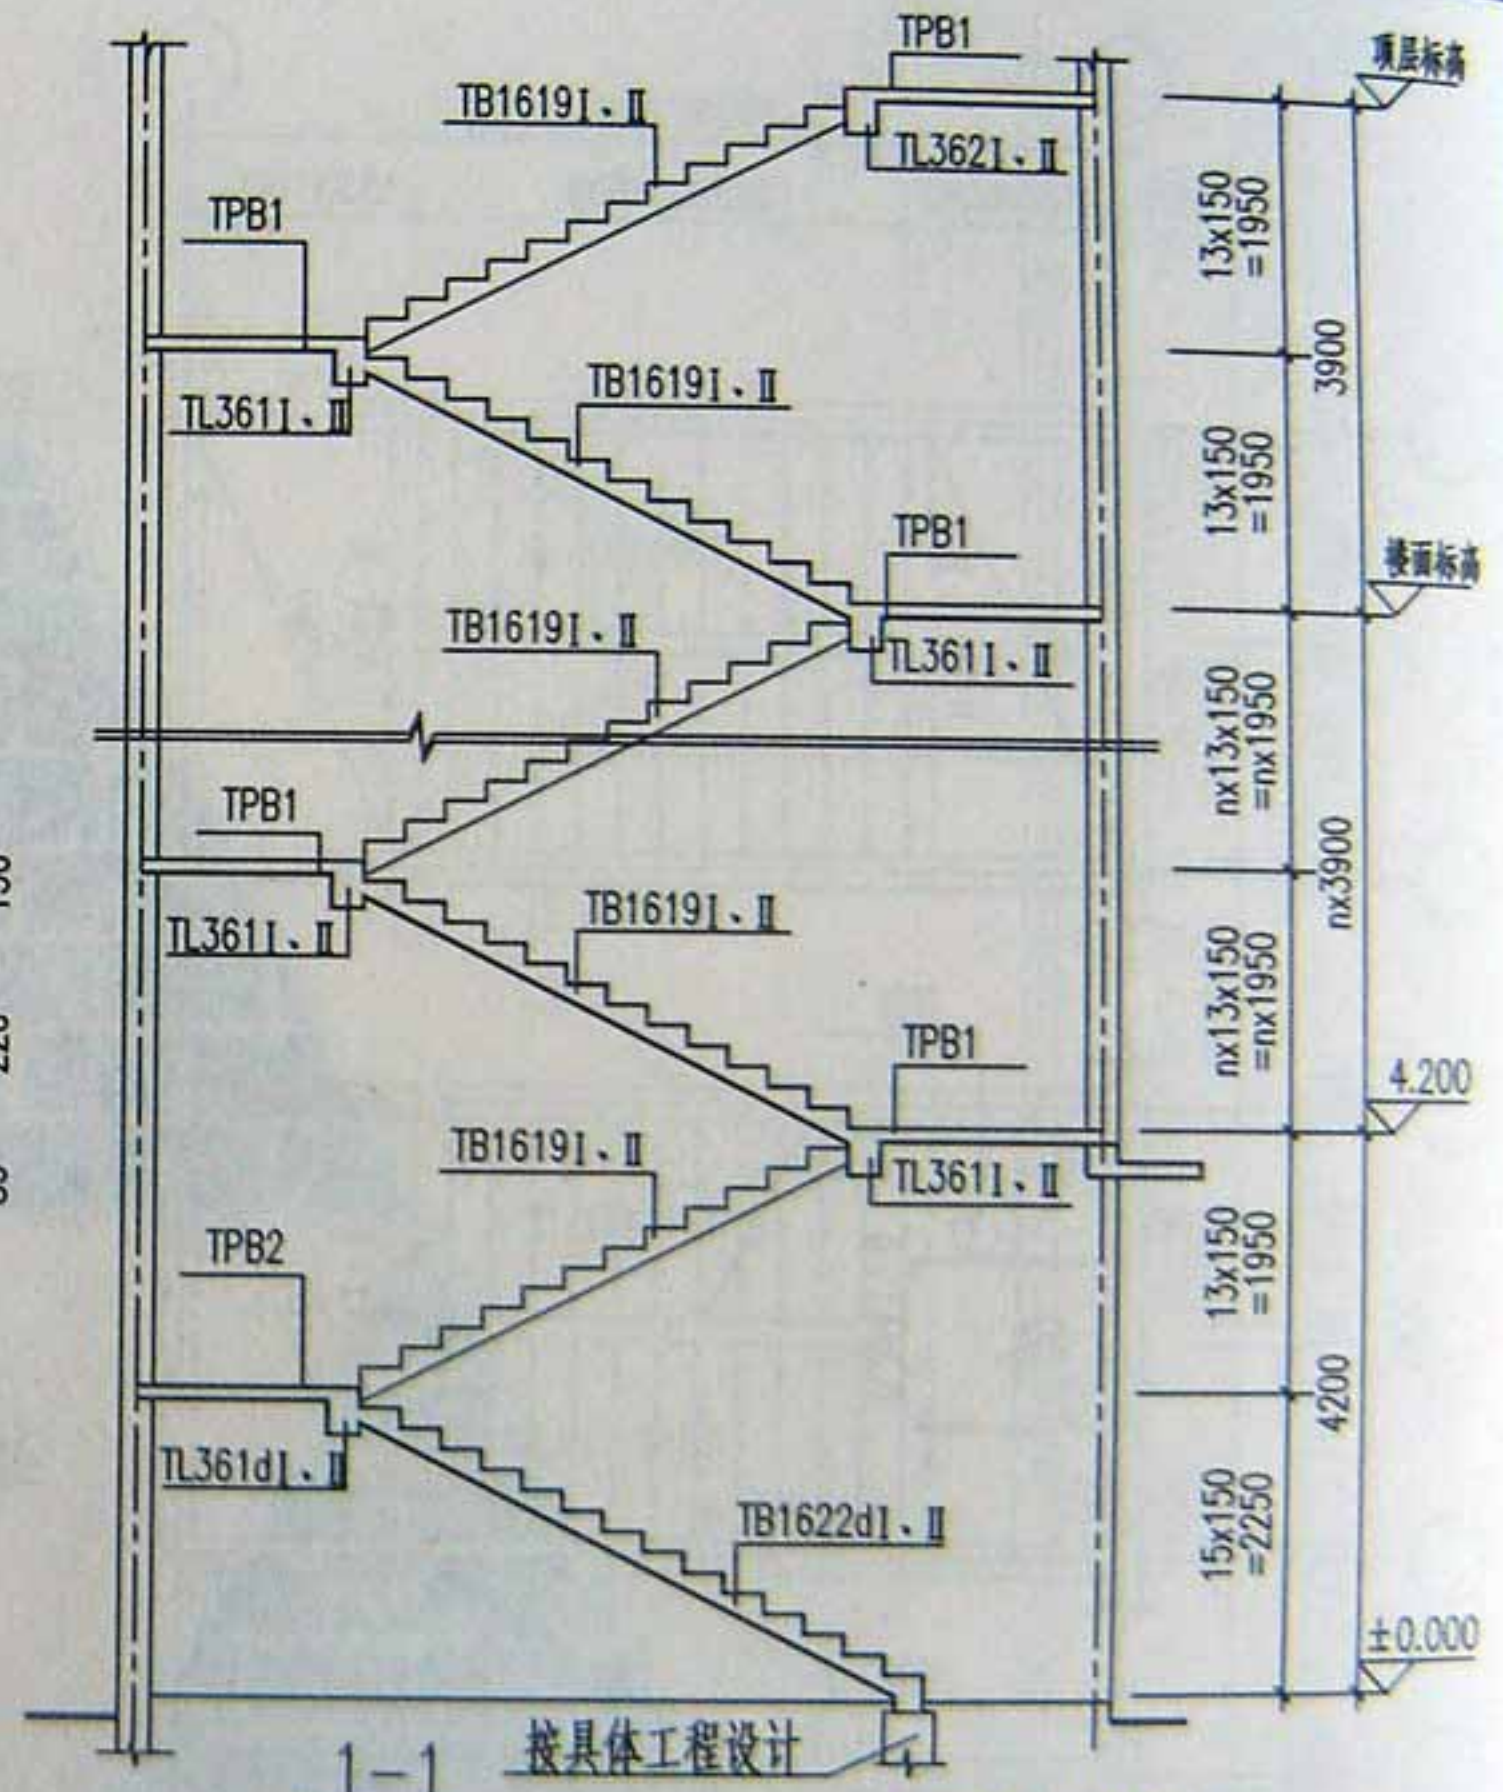 TPB1
顶层标高
TB1619Ⅰ、Ⅱ
TL362Ⅰ、Ⅱ
13x150
=1950
TPB1
3900
TL361Ⅰ、Ⅱ
TB1619Ⅰ、Ⅱ
13x150
=1950
TPB1
楼面标高
TB1619Ⅰ、Ⅱ
TL361Ⅰ、Ⅱ
nx13x150
=nx1950
TPB1
nx3900
TL361Ⅰ、Ⅱ
TB1619Ⅰ、Ⅱ
nx13x150
=nx1950
TPB1
4.200
TB1619Ⅰ、Ⅱ
TL361Ⅰ、Ⅱ
13x150
=1950
TPB2
4200
TL361dⅠ、Ⅱ
TB1622dⅠ、Ⅱ
15x150
=2250
±0.000
按具体工程设计
1-1